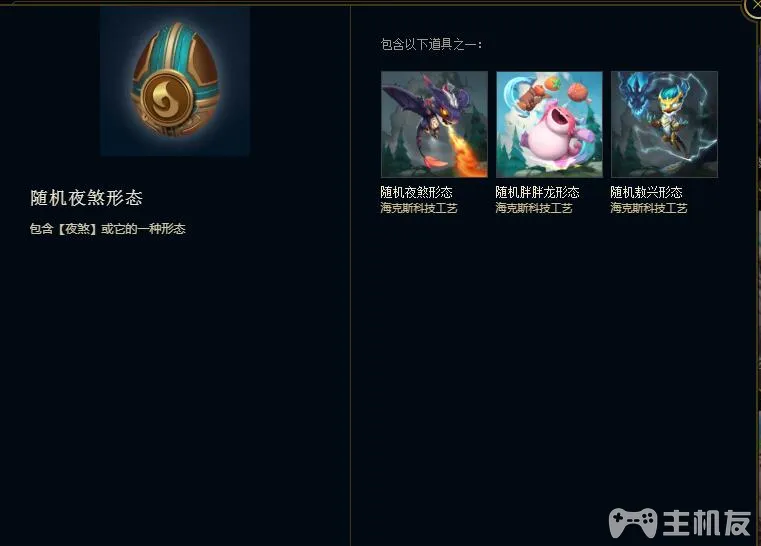 包含以下道具之一：
随机夜煞形态
海克斯科技工艺
随机胖胖龙形态
海克斯科技工艺
随机敖兴形态
海克斯科技工艺
随机夜煞形态
包含【夜煞】或它的一种形态
主机友